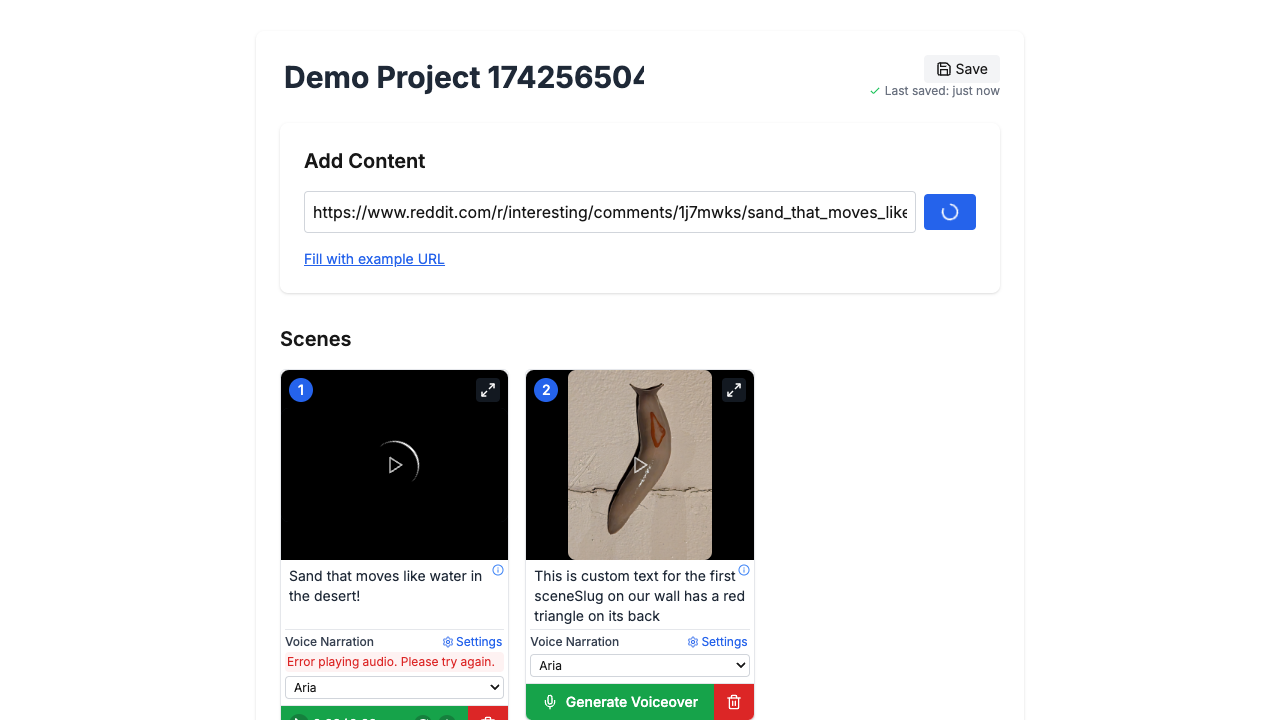 Demo Project 174256504
Save
Last saved: just now
Add Content
https://www.reddit.com/r/interesting/comments/1j7mwks/sand_that_moves_like
Fill with example URL
Scenes
1
2
Sand that moves like water in
the desert!
This is custom text for the first
sceneSlug on our wall has a red
triangle on its back
Voice Narration
Settings
Error playing audio. Please try again.
Aria
Voice Narration
Settings
Aria
Generate Voiceover